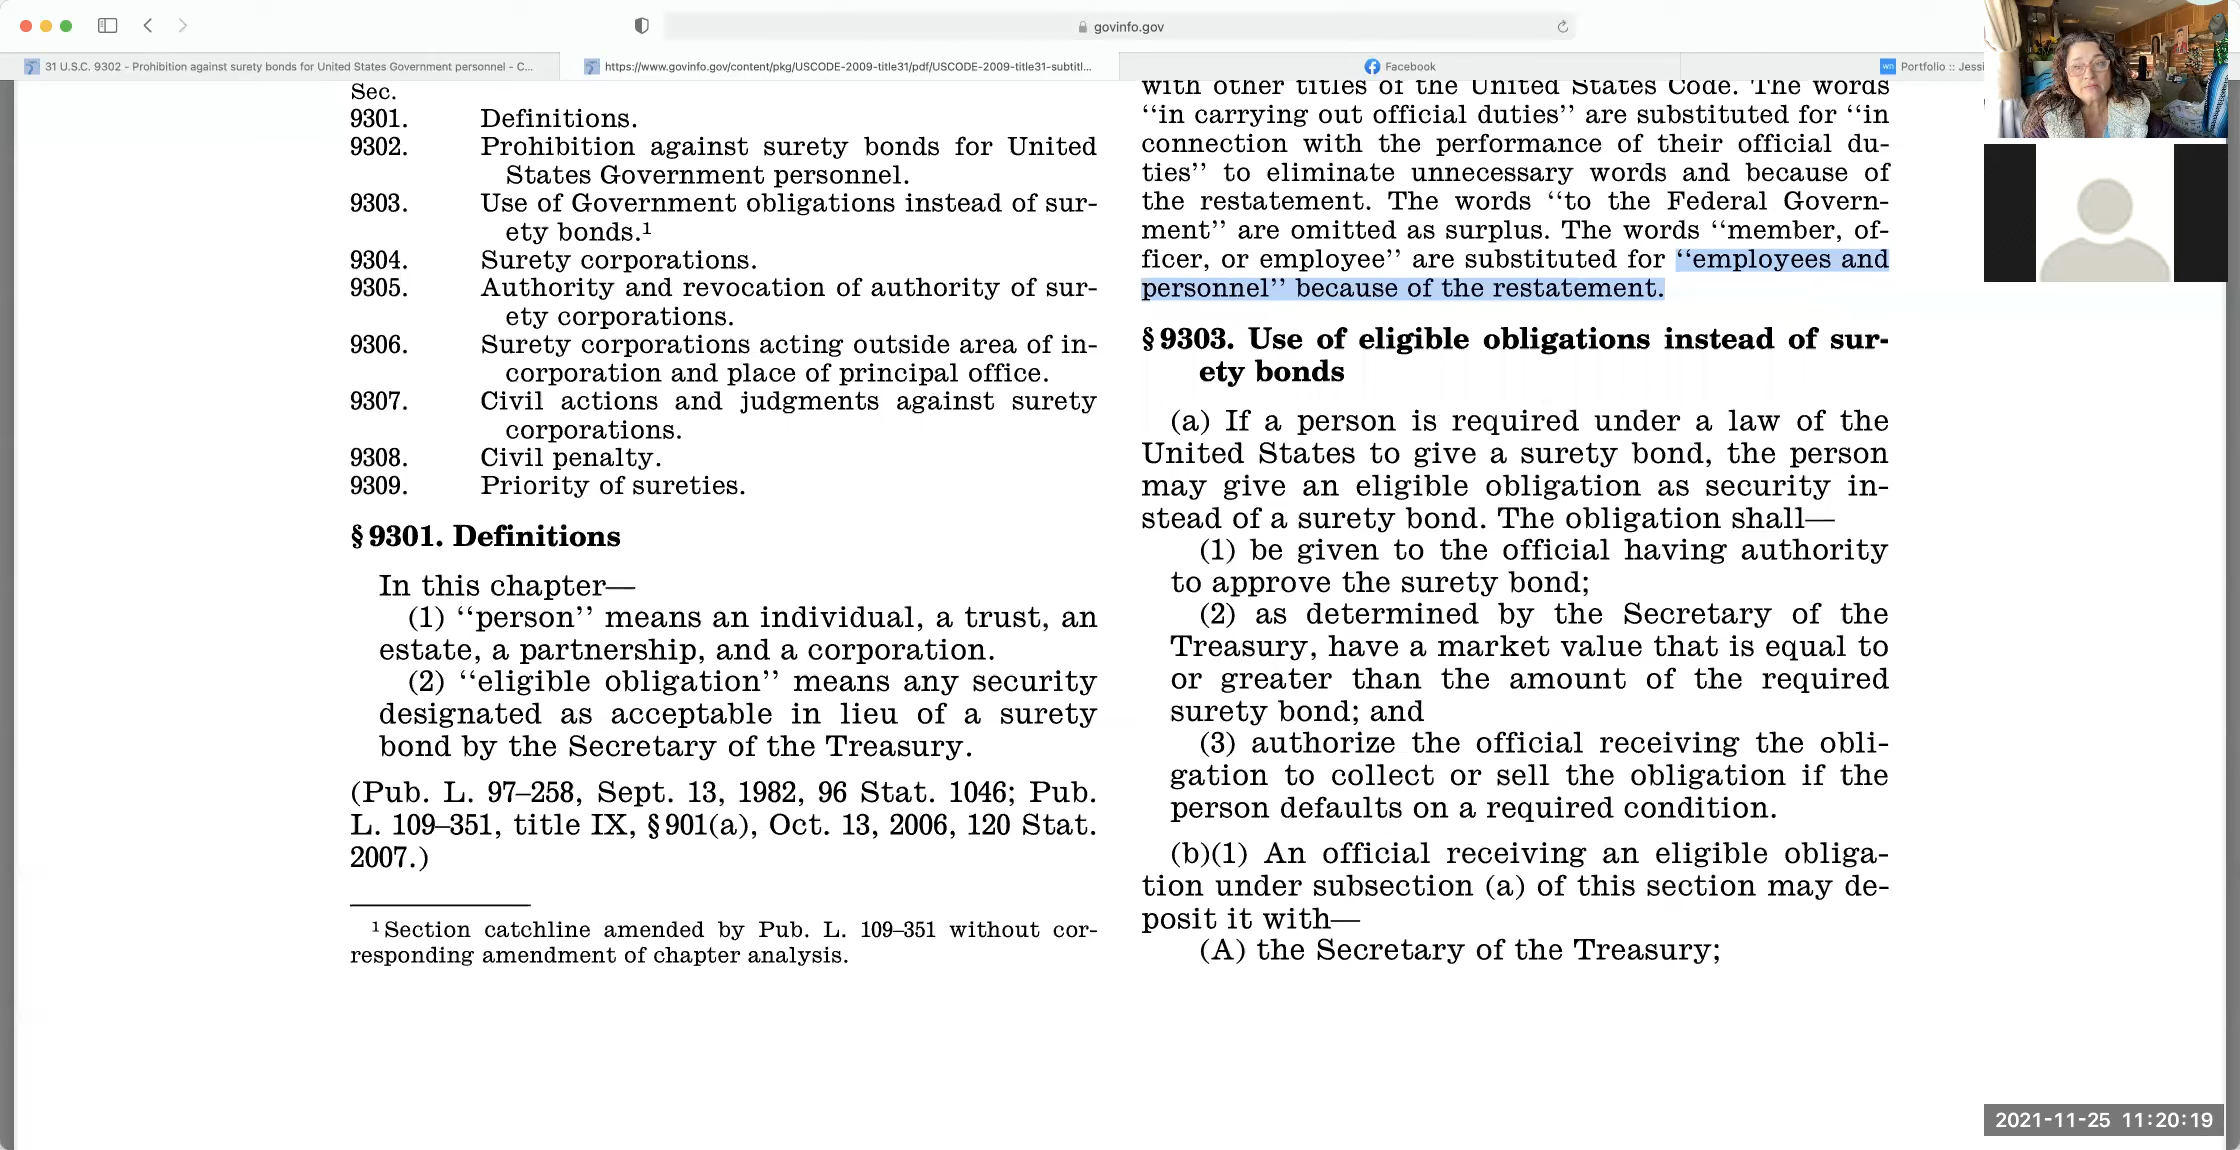 govinfo.gov
31 U.S.C. 9302 - Prohibition against surety bonds for United States Government personnel - C...
https://www.govinfo.gov/content/pkg/USCODE-2009-title31/pdf/USCODE-2009-title31-subtitl...
Facebook
wn Portfolio :: Jessi
Sec.
9301. Definitions.
9302. Prohibition against surety bonds for United
States Government personnel.
9303. Use of Government obligations instead of sur-
ety bonds.¹
9304. Surety corporations.
9305. Authority and revocation of authority of sur-
ety corporations.
9306. Surety corporations acting outside area of in-
corporation and place of principal office.
9307. Civil actions and judgments against surety
corporations.
9308. Civil penalty.
9309. Priority of sureties.
§ 9301. Definitions
In this chapter—
(1) ‘‘person’’ means an individual, a trust, an
estate, a partnership, and a corporation.
(2) ‘‘eligible obligation’’ means any security
designated as acceptable in lieu of a surety
bond by the Secretary of the Treasury.
(Pub. L. 97–258, Sept. 13, 1982, 96 Stat. 1046; Pub.
L. 109–351, title IX, § 901(a), Oct. 13, 2006, 120 Stat.
2007.)
¹ Section catchline amended by Pub. L. 109–351 without cor-
responding amendment of chapter analysis.
with other titles of the United States Code. The words
‘‘in carrying out official duties’’ are substituted for ‘‘in
connection with the performance of their official du-
ties’’ to eliminate unnecessary words and because of
the restatement. The words ‘‘to the Federal Govern-
ment’’ are omitted as surplus. The words ‘‘member, of-
ficer, or employee’’ are substituted for ‘‘employees and
personnel’’ because of the restatement.
§ 9303. Use of eligible obligations instead of sur-
ety bonds
(a) If a person is required under a law of the
United States to give a surety bond, the person
may give an eligible obligation as security in-
stead of a surety bond. The obligation shall—
(1) be given to the official having authority
to approve the surety bond;
(2) as determined by the Secretary of the
Treasury, have a market value that is equal to
or greater than the amount of the required
surety bond; and
(3) authorize the official receiving the obli-
gation to collect or sell the obligation if the
person defaults on a required condition.
(b)(1) An official receiving an eligible obliga-
tion under subsection (a) of this section may de-
posit it with—
(A) the Secretary of the Treasury;
2021-11-25 11:20:19